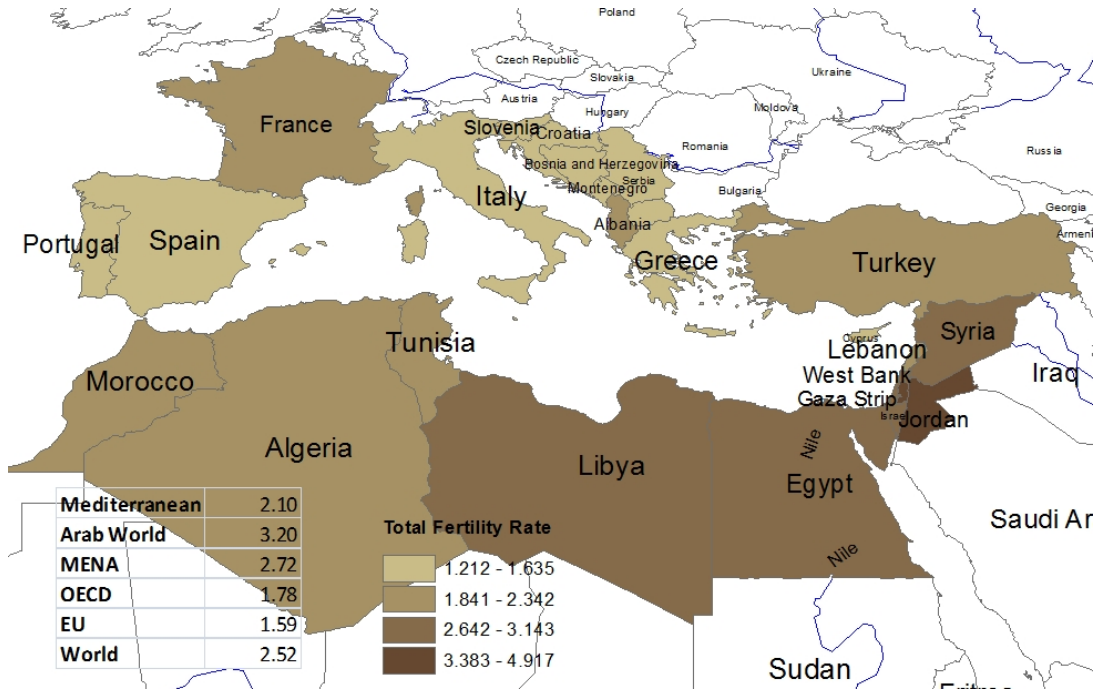 Poland
Czech Republic
Slovakia
Ukraine
Austria
Hungary
Moldova
France
Slovenia
Croatia
Romania
Russia
Bosnia and Herzegovina
Serbia
Montenegro
Bulgaria
Italy
Georgia
Albania
Armeni
Portugal
Spain
Greece
Turkey
Cyprus
Syria
Tunisia
Lebanon
Morocco
West Bank
Iraq
Gaza Strip
Israel
Jordan
Algeria
Libya
Nile
Egypt
Saudi Ar
Nile
Mediterranean 2.10
Arab World 3.20
MENA 2.72
OECD 1.78
EU 1.59
World 2.52
Total Fertility Rate
1.212 - 1.635
1.841 - 2.342
2.642 - 3.143
3.383 - 4.917
Sudan